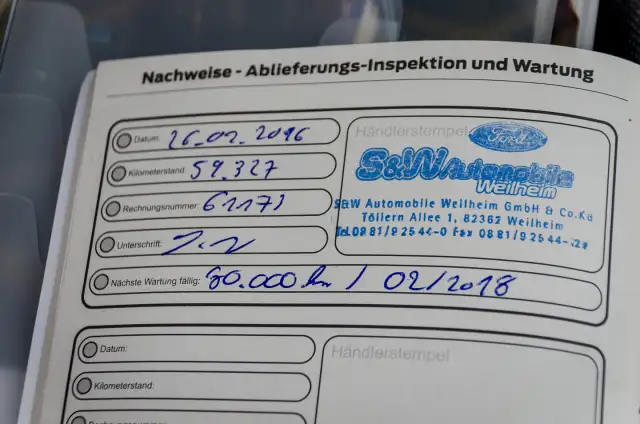 Nachweise - Ablieferungs-Inspektion und Wartung
Datum: 26.02.2016
Kilometerstand: 59.327
Rechnungsnummer: 61173
Unterschrift:
Nächste Wartung fällig: 80.000 km / 02/2018
Händlerstempel
Ford
S&W Automobile
Weilheim
S&W Automobile Weilheim GmbH & Co.KG
Töllern Allee 1, 82362 Weilheim
Tel.0881/92544-0 Fax 0881/92544-29
Datum:
Händlerstempel
Kilometerstand: